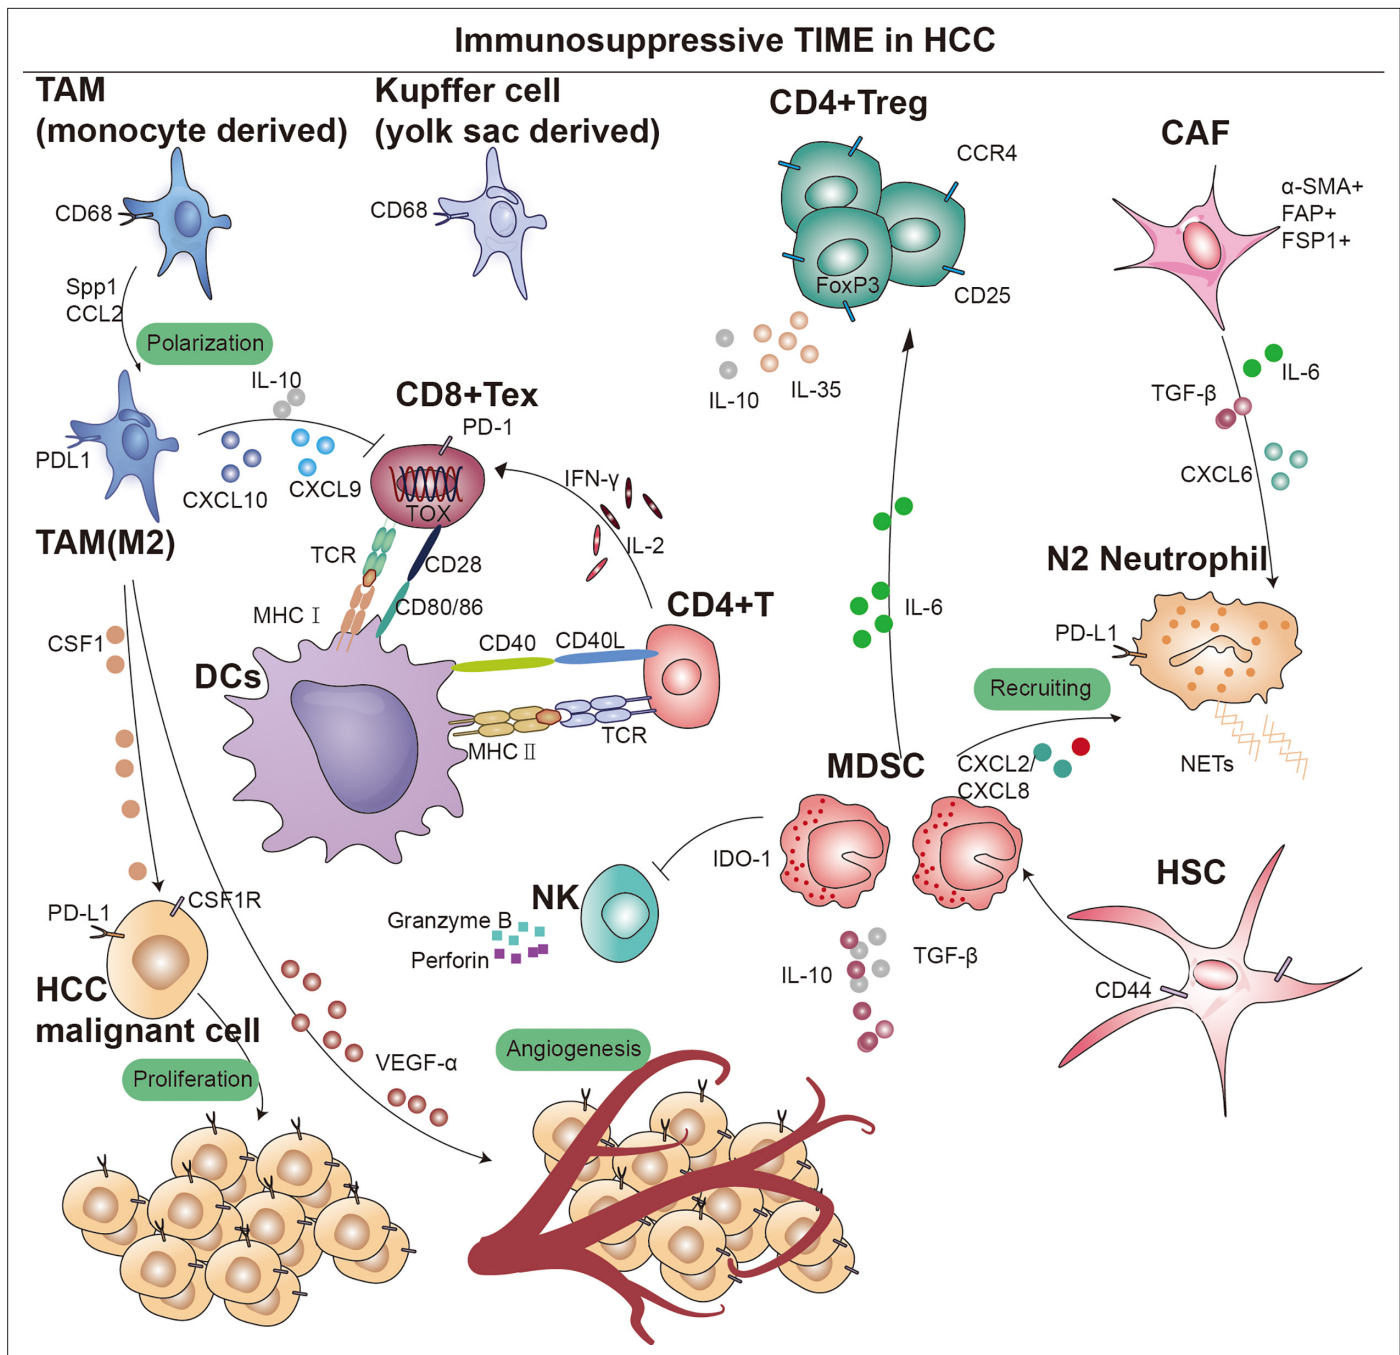 Immunosuppressive TIME in HCC
TAM
(monocyte derived)
Kupffer cell
(yolk sac derived)
CD4+Treg
CAF
CCR4
α-SMA+
FAP+
FSP1+
CD68
CD68
FoxP3
CD25
Spp1
CCL2
Polarization
IL-10
IL-35
IL-10
TGF-β
IL-6
CXCL6
CD8+Tex
PD-1
PDL1
CXCL10
CXCL9
TOX
IFN-γ
IL-2
TAM(M2)
TCR
CD28
MHC I
CD80/86
CD4+T
IL-6
N2 Neutrophil
PD-L1
CSF1
CD40
CD40L
DCs
Recruiting
MHC II
TCR
MDSC
CXCL2/
CXCL8
NETs
IDO-1
HSC
NK
PD-L1
CSF1R
Granzyme B
Perforin
IL-10
TGF-β
CD44
HCC
malignant cell
Proliferation
VEGF-α
Angiogenesis